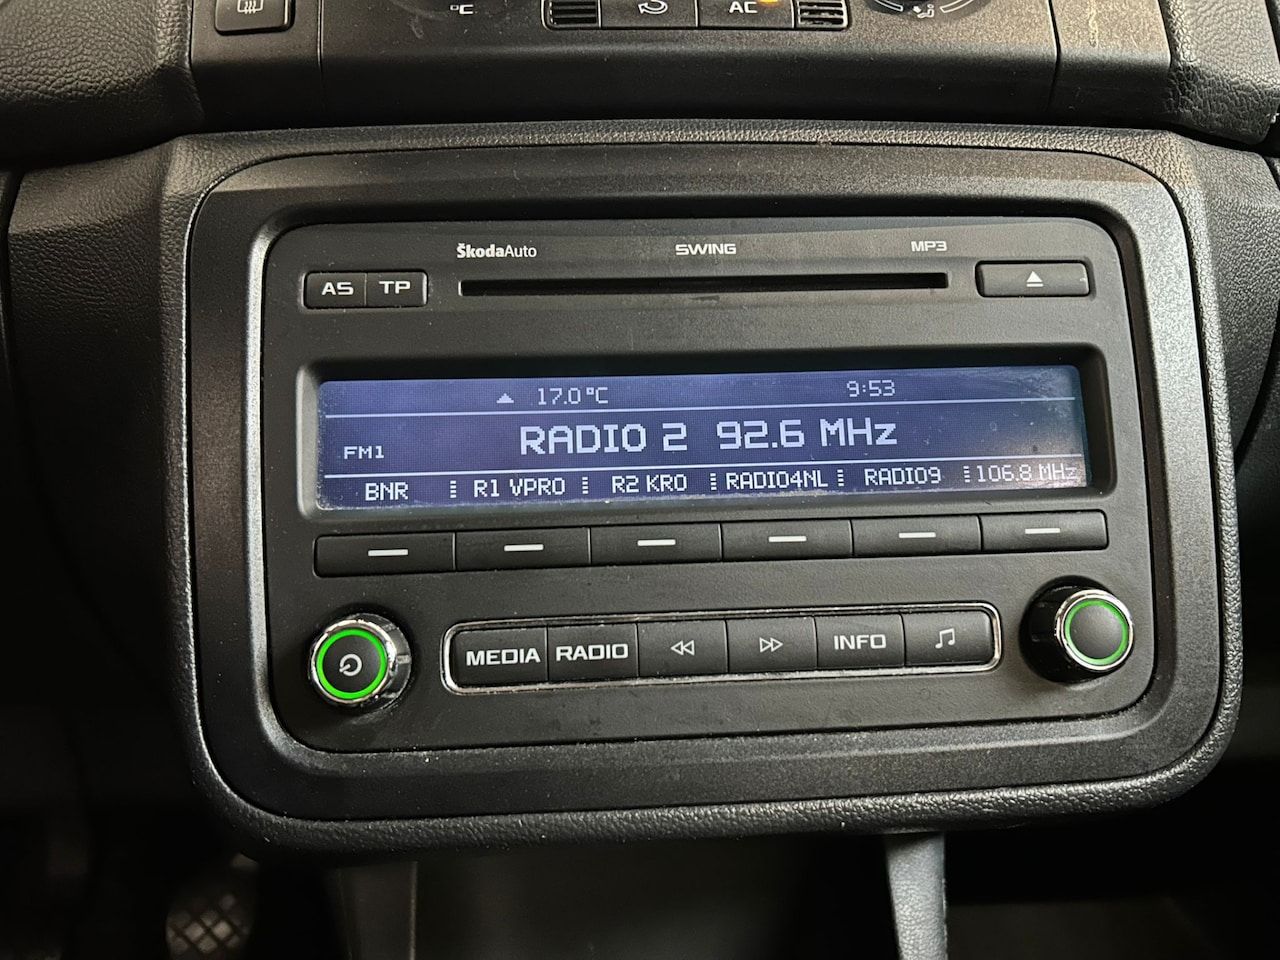 °C
AC
ŠkodaAuto SWING MP3
AS TP
17.0°C 9:53
FM1 RADIO 2 92.6 MHz
BNR R1 VPRO R2 KRO RADIO4NL RADIO9 106.8 MHz
MEDIA RADIO INFO